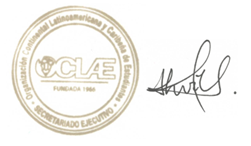 Organización Continental Latinoamericana y Caribeña de Estudiantes
OCLAE
FUNDADA 1966
- SECRETARIADO EJECUTIVO -